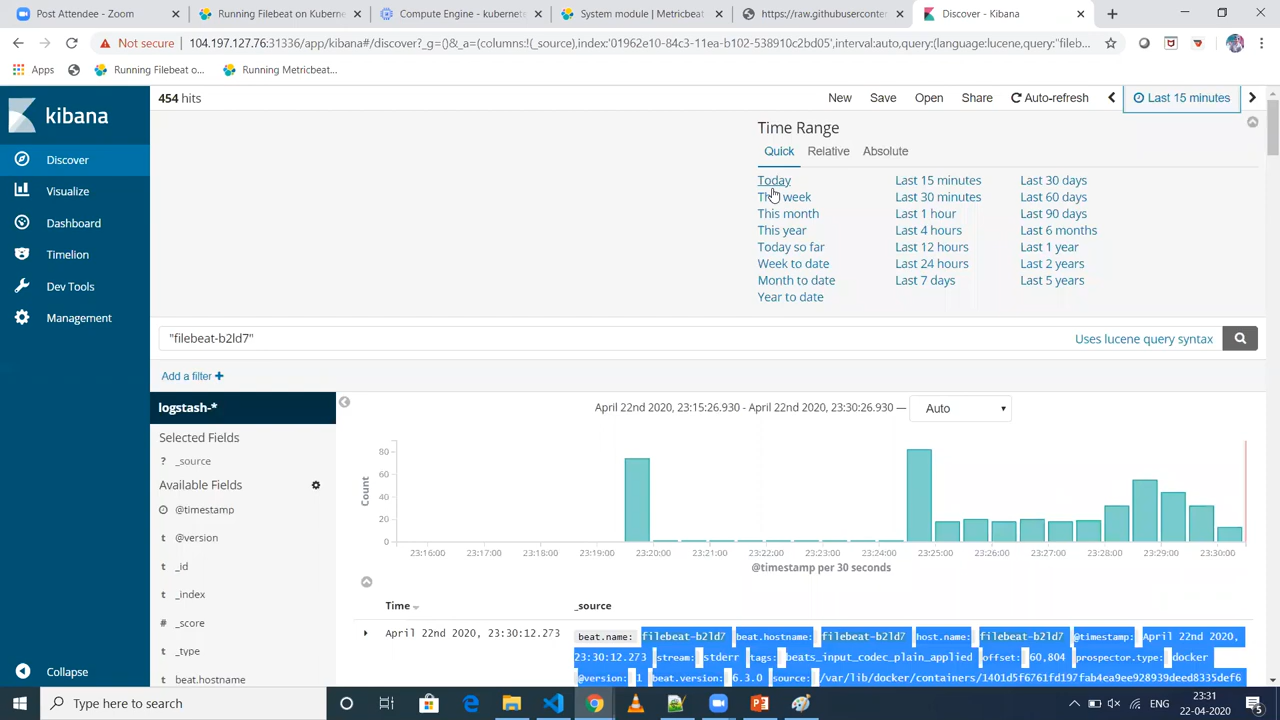 Post Attendee - Zoom
Running Filebeat on Kuberne
Compute Engine - kubernete
System module | Metricbeat
https://raw.githubuserconter
Discover - Kibana
Not secure
104.197.127.76:31336/app/kibana#/discover?_g=()&_a=(columns:!(_source),index:'01962e10-84c3-11ea-b102-538910c2bd05',interval:auto,query:(language:lucene,query:"fileb...
Apps
Running Filebeat o...
Running Metricbeat...
kibana
454 hits
New
Save
Open
Share
Auto-refresh
Last 15 minutes
Discover
Visualize
Dashboard
Timelion
Dev Tools
Management
Collapse
Time Range
Quick
Relative
Absolute
Today
Last 15 minutes
Last 30 days
week
Last 30 minutes
Last 60 days
This month
Last 1 hour
Last 90 days
This year
Last 4 hours
Last 6 months
Today so far
Last 12 hours
Last 1 year
Week to date
Last 24 hours
Last 2 years
Month to date
Last 7 days
Last 5 years
Year to date
"filebeat-b2ld7"
Uses lucene query syntax
Add a filter
logstash-*
Selected Fields
? _source
Available Fields
@timestamp
t @version
t _id
t _index
# _score
t _type
t beat.hostname
April 22nd 2020, 23:15:26.930 - April 22nd 2020, 23:30:26.930 —
Auto
Count
80
60
40
20
0
23:16:00
23:17:00
23:18:00
23:19:00
23:20:00
23:21:00
23:22:00
23:23:00
23:24:00
23:25:00
23:26:00
23:27:00
23:28:00
23:29:00
23:30:00
@timestamp per 30 seconds
Time
_source
April 22nd 2020, 23:30:12.273
beat.name: filebeat-b2ld7 beat.hostname: filebeat-b2ld7 host.name: filebeat-b2ld7 @timestamp: April 22nd 2020,
23:30:12.273 stream: stderr tags: beats_input_codec_plain_applied offset: 60,804 prospector.type: docker
@version: 1 beat.version: 6.3.0 source: /var/lib/docker/containers/1401d5f6761fd197fab4ea9ee928939deed8335def6
Type here to search
ENG
23:31
22-04-2020
5